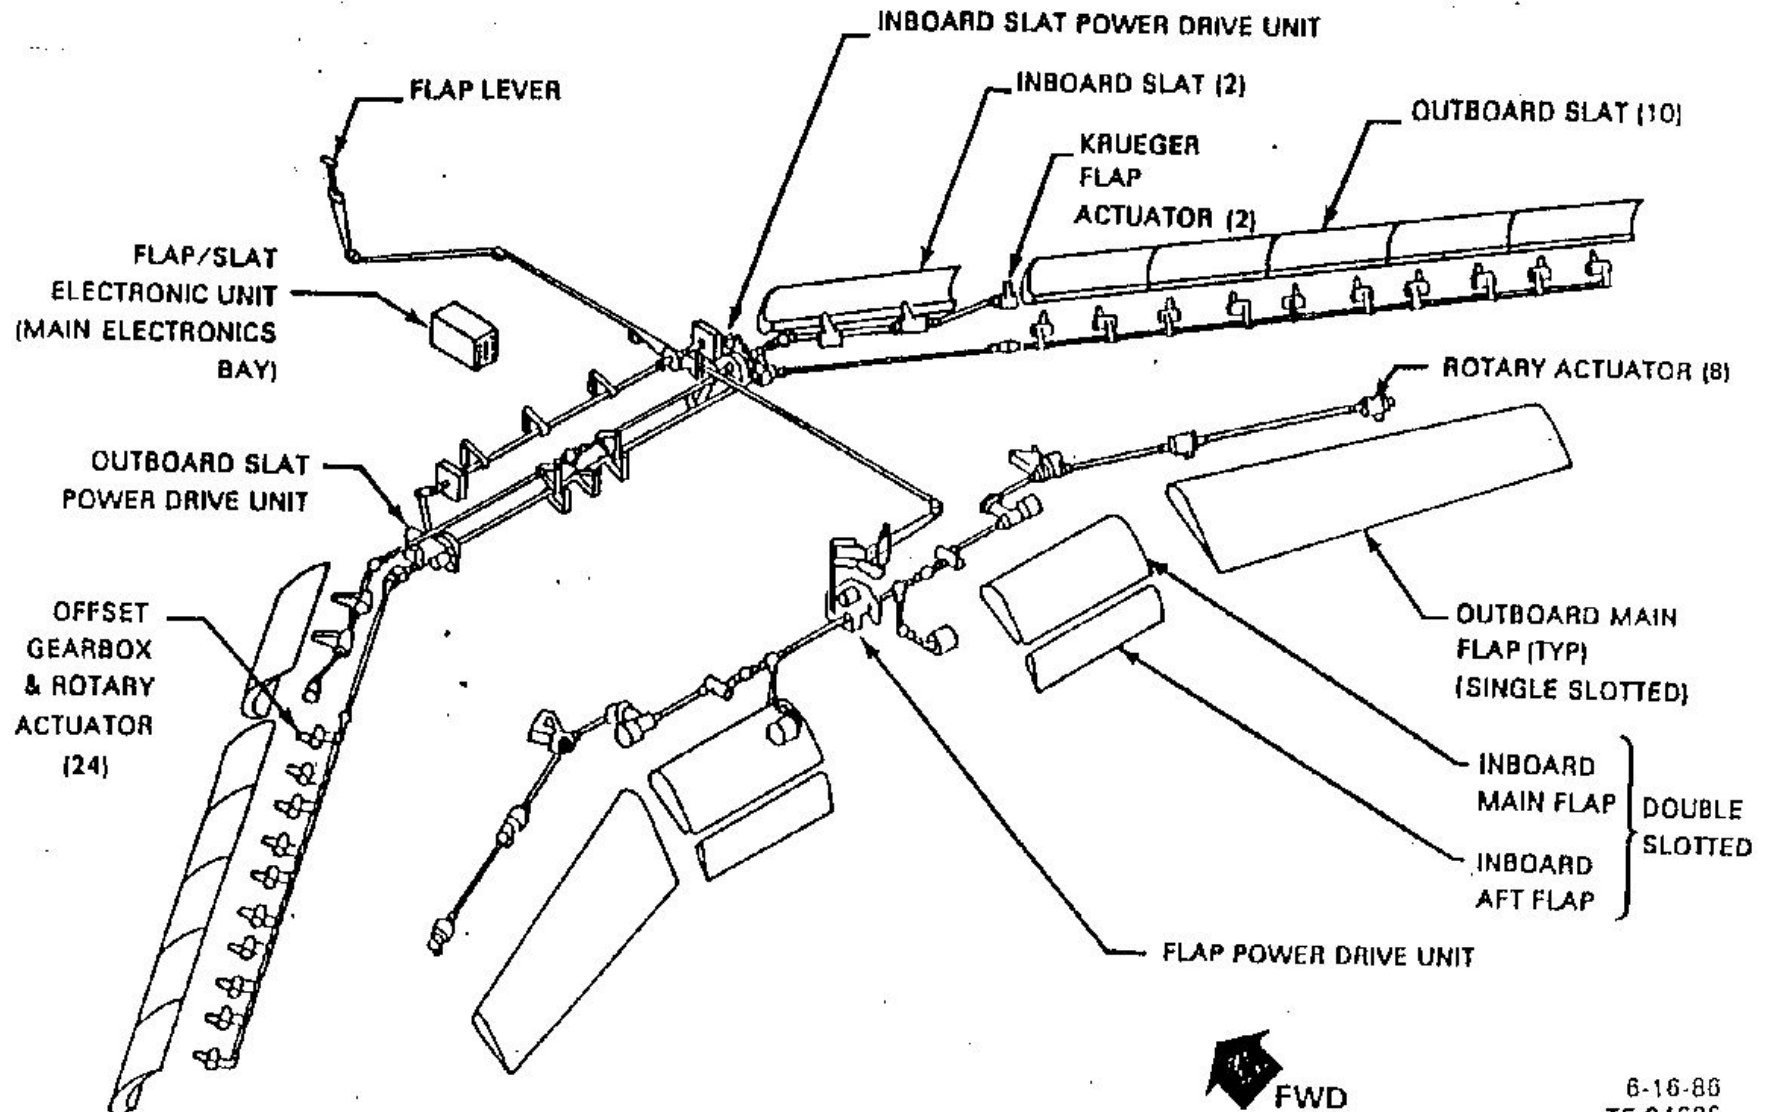 INBOARD SLAT POWER DRIVE UNIT
FLAP LEVER
INBOARD SLAT (2)
OUTBOARD SLAT (10)
KRUEGER
FLAP
ACTUATOR (2)
FLAP/SLAT
ELECTRONIC UNIT
(MAIN ELECTRONICS
BAY)
ROTARY ACTUATOR (8)
OUTBOARD SLAT
POWER DRIVE UNIT
OFFSET
GEARBOX
& ROTARY
ACTUATOR
(24)
OUTBOARD MAIN
FLAP (TYP)
(SINGLE SLOTTED)
INBOARD
MAIN FLAP
DOUBLE
SLOTTED
INBOARD
AFT FLAP
FLAP POWER DRIVE UNIT
FWD
6-16-86